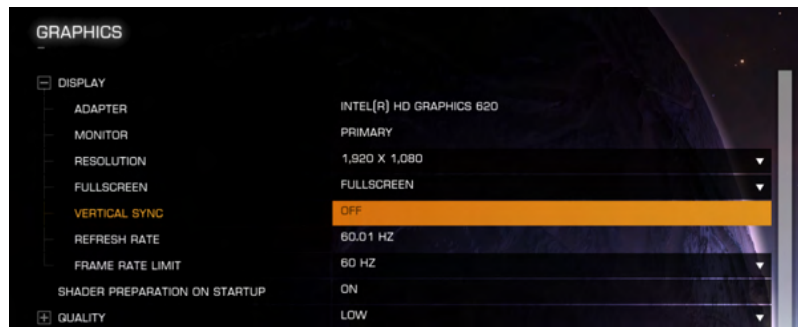 GRAPHICS
DISPLAY
ADAPTER INTEL(R) HD GRAPHICS 620
MONITOR PRIMARY
RESOLUTION 1,920 X 1,080
FULLSCREEN FULLSCREEN
VERTICAL SYNC OFF
REFRESH RATE 60.01 HZ
FRAME RATE LIMIT 60 HZ
SHADER PREPARATION ON STARTUP ON
QUALITY LOW